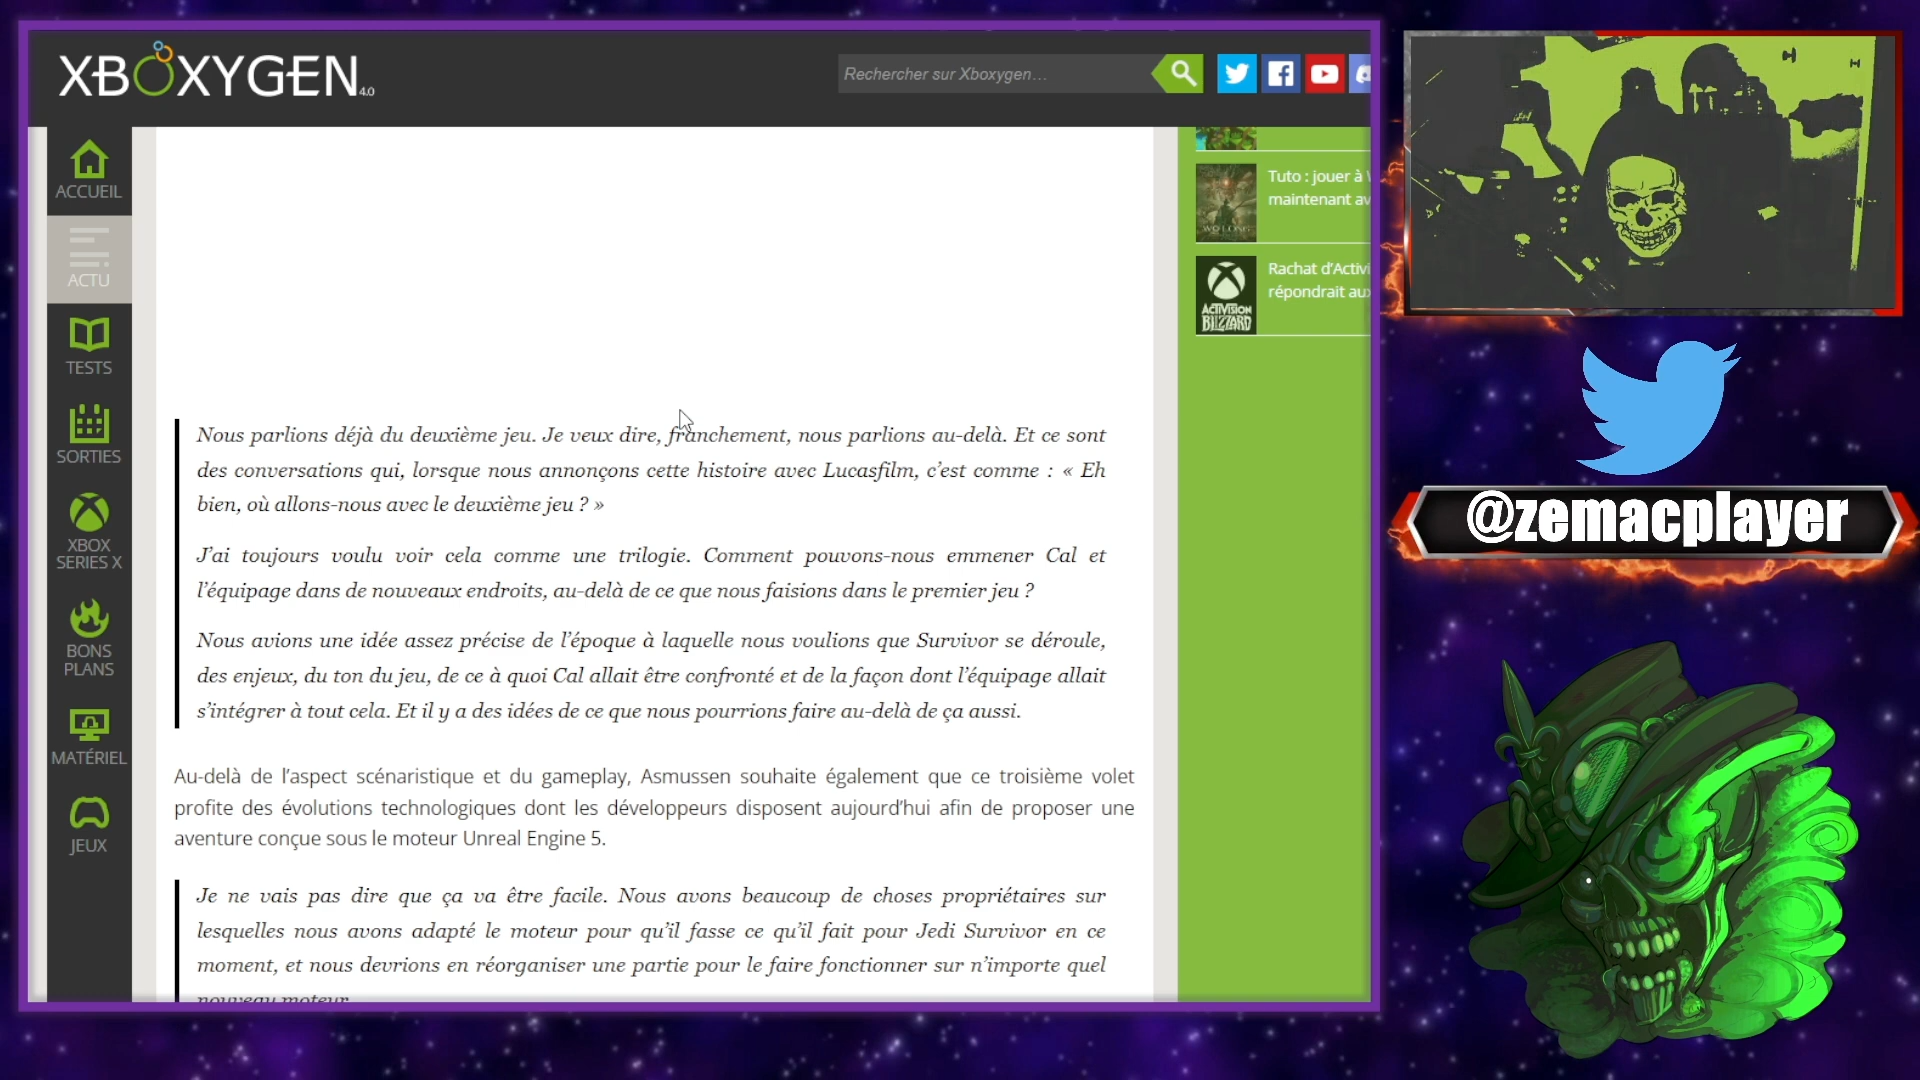 XBOXYGEN4.0
Rechercher sur Xboxygen…
ACCUEIL
ACTU
TESTS
SORTIES
XBOX
SERIES X
BONS
PLANS
MATÉRIEL
JEUX
Nous parlions déjà du deuxième jeu. Je veux dire, franchement, nous parlions au-delà. Et ce sont
des conversations qui, lorsque nous annonçons cette histoire avec Lucasfilm, c’est comme : « Eh
bien, où allons-nous avec le deuxième jeu ? »
J’ai toujours voulu voir cela comme une trilogie. Comment pouvons-nous emmener Cal et
l’équipage dans de nouveaux endroits, au-delà de ce que nous faisions dans le premier jeu ?
Nous avions une idée assez précise de l’époque à laquelle nous voulions que Survivor se déroule,
des enjeux, du ton du jeu, de ce à quoi Cal allait être confronté et de la façon dont l’équipage allait
s’intégrer à tout cela. Et il y a des idées de ce que nous pourrions faire au-delà de ça aussi.
Au-delà de l’aspect scénaristique et du gameplay, Asmussen souhaite également que ce troisième volet
profite des évolutions technologiques dont les développeurs disposent aujourd’hui afin de proposer une
aventure conçue sous le moteur Unreal Engine 5.
Je ne vais pas dire que ça va être facile. Nous avons beaucoup de choses propriétaires sur
lesquelles nous avons adapté le moteur pour qu’il fasse ce qu’il fait pour Jedi Survivor en ce
moment, et nous devrions en réorganiser une partie pour le faire fonctionner sur n’importe quel
nouveau moteur
WO LONG
Tuto : jouer à
maintenant av
ACTIVISION
BLIZZARD
Rachat d’Activi
répondrait aux
@zemacplayer